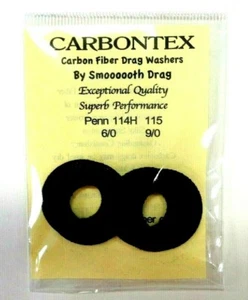 CARBONTEX
Carbon Fiber Drag Washers
By Smoooooth Drag
Exceptional Quality
Superb Performance
Penn 114H 115
6/0 9/0